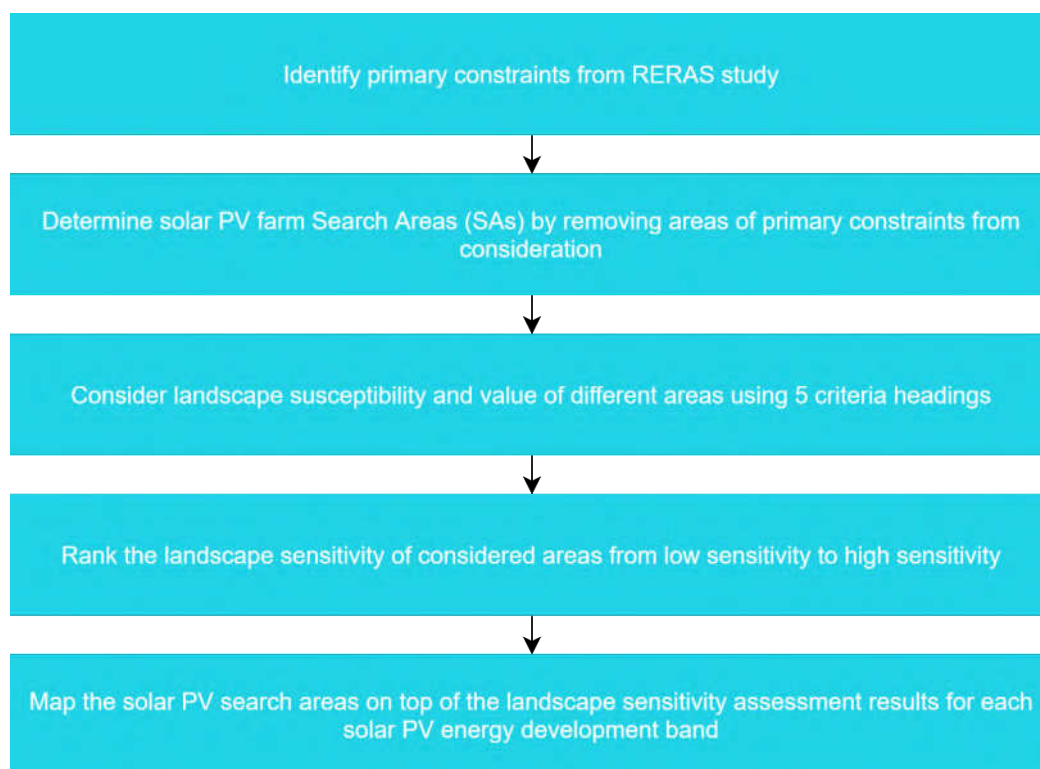 Identify primary constraints from RERAS study
Determine solar PV farm Search Areas (SAs) by removing areas of primary constraints from
consideration
Consider landscape susceptibility and value of different areas using 5 criteria headings
Rank the landscape sensitivity of considered areas from low sensitivity to high sensitivity
Map the solar PV search areas on top of the landscape sensitivity assessment results for each
solar PV energy development band